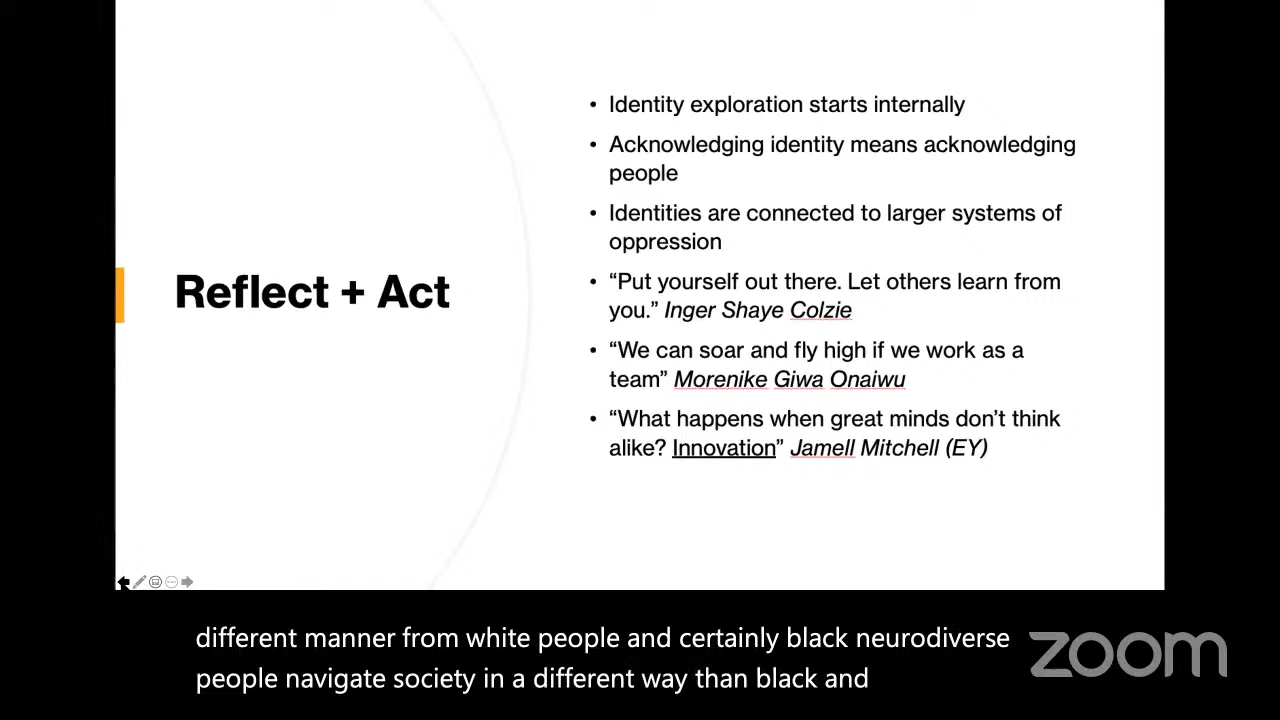 Reflect + Act
• Identity exploration starts internally
• Acknowledging identity means acknowledging
people
• Identities are connected to larger systems of
oppression
• “Put yourself out there. Let others learn from
you.” Inger Shaye Colzie
• “We can soar and fly high if we work as a
team” Morenike Giwa Onaiwu
• “What happens when great minds don’t think
alike? Innovation” Jamell Mitchell (EY)
different manner from white people and certainly black neurodiverse
people navigate society in a different way than black and
zoom